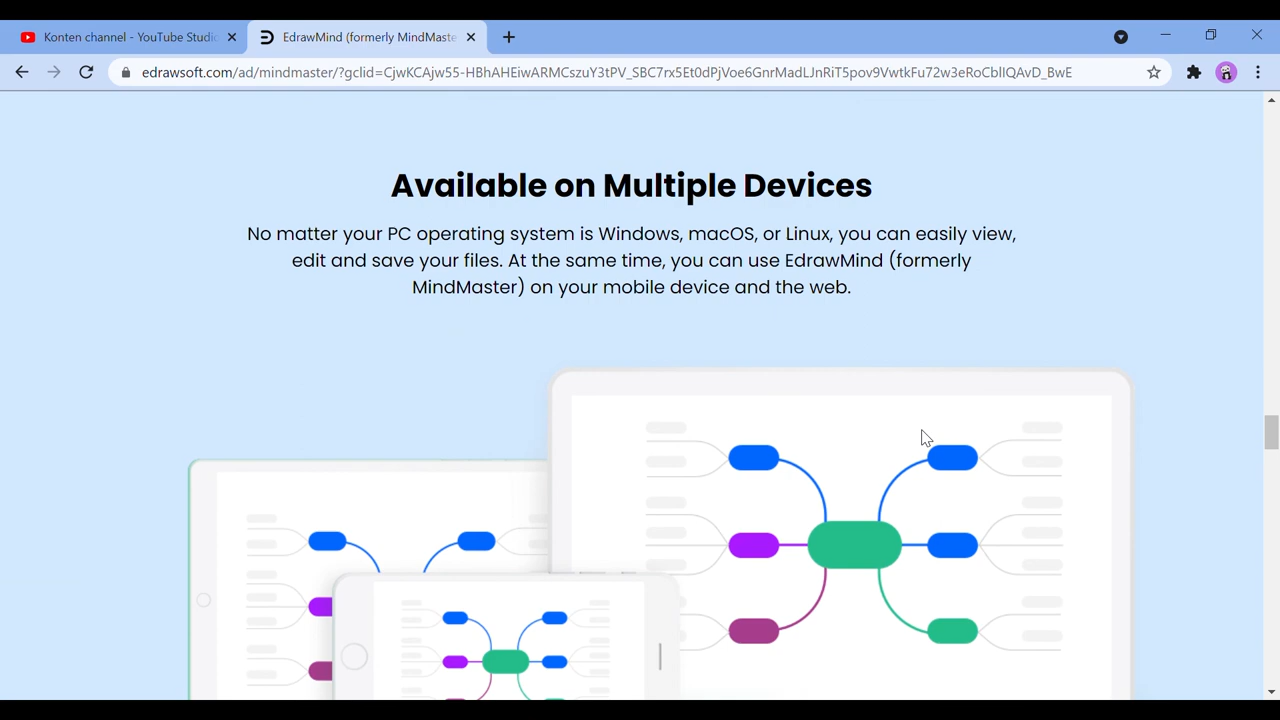 Konten channel - YouTube Studio
EdrawMind (formerly MindMaste
edrawsoft.com/ad/mindmaster/?gclid=CjwKCAjw55-HBhAHEiwARMCszuY3tPV_SBC7rx5Et0dPjVoe6GnrMadLJnRiT5pov9VwtkFu72w3eRoCblIQAvD_BwE
Available on Multiple Devices
No matter your PC operating system is Windows, macOS, or Linux, you can easily view,
edit and save your files. At the same time, you can use EdrawMind (formerly
MindMaster) on your mobile device and the web.